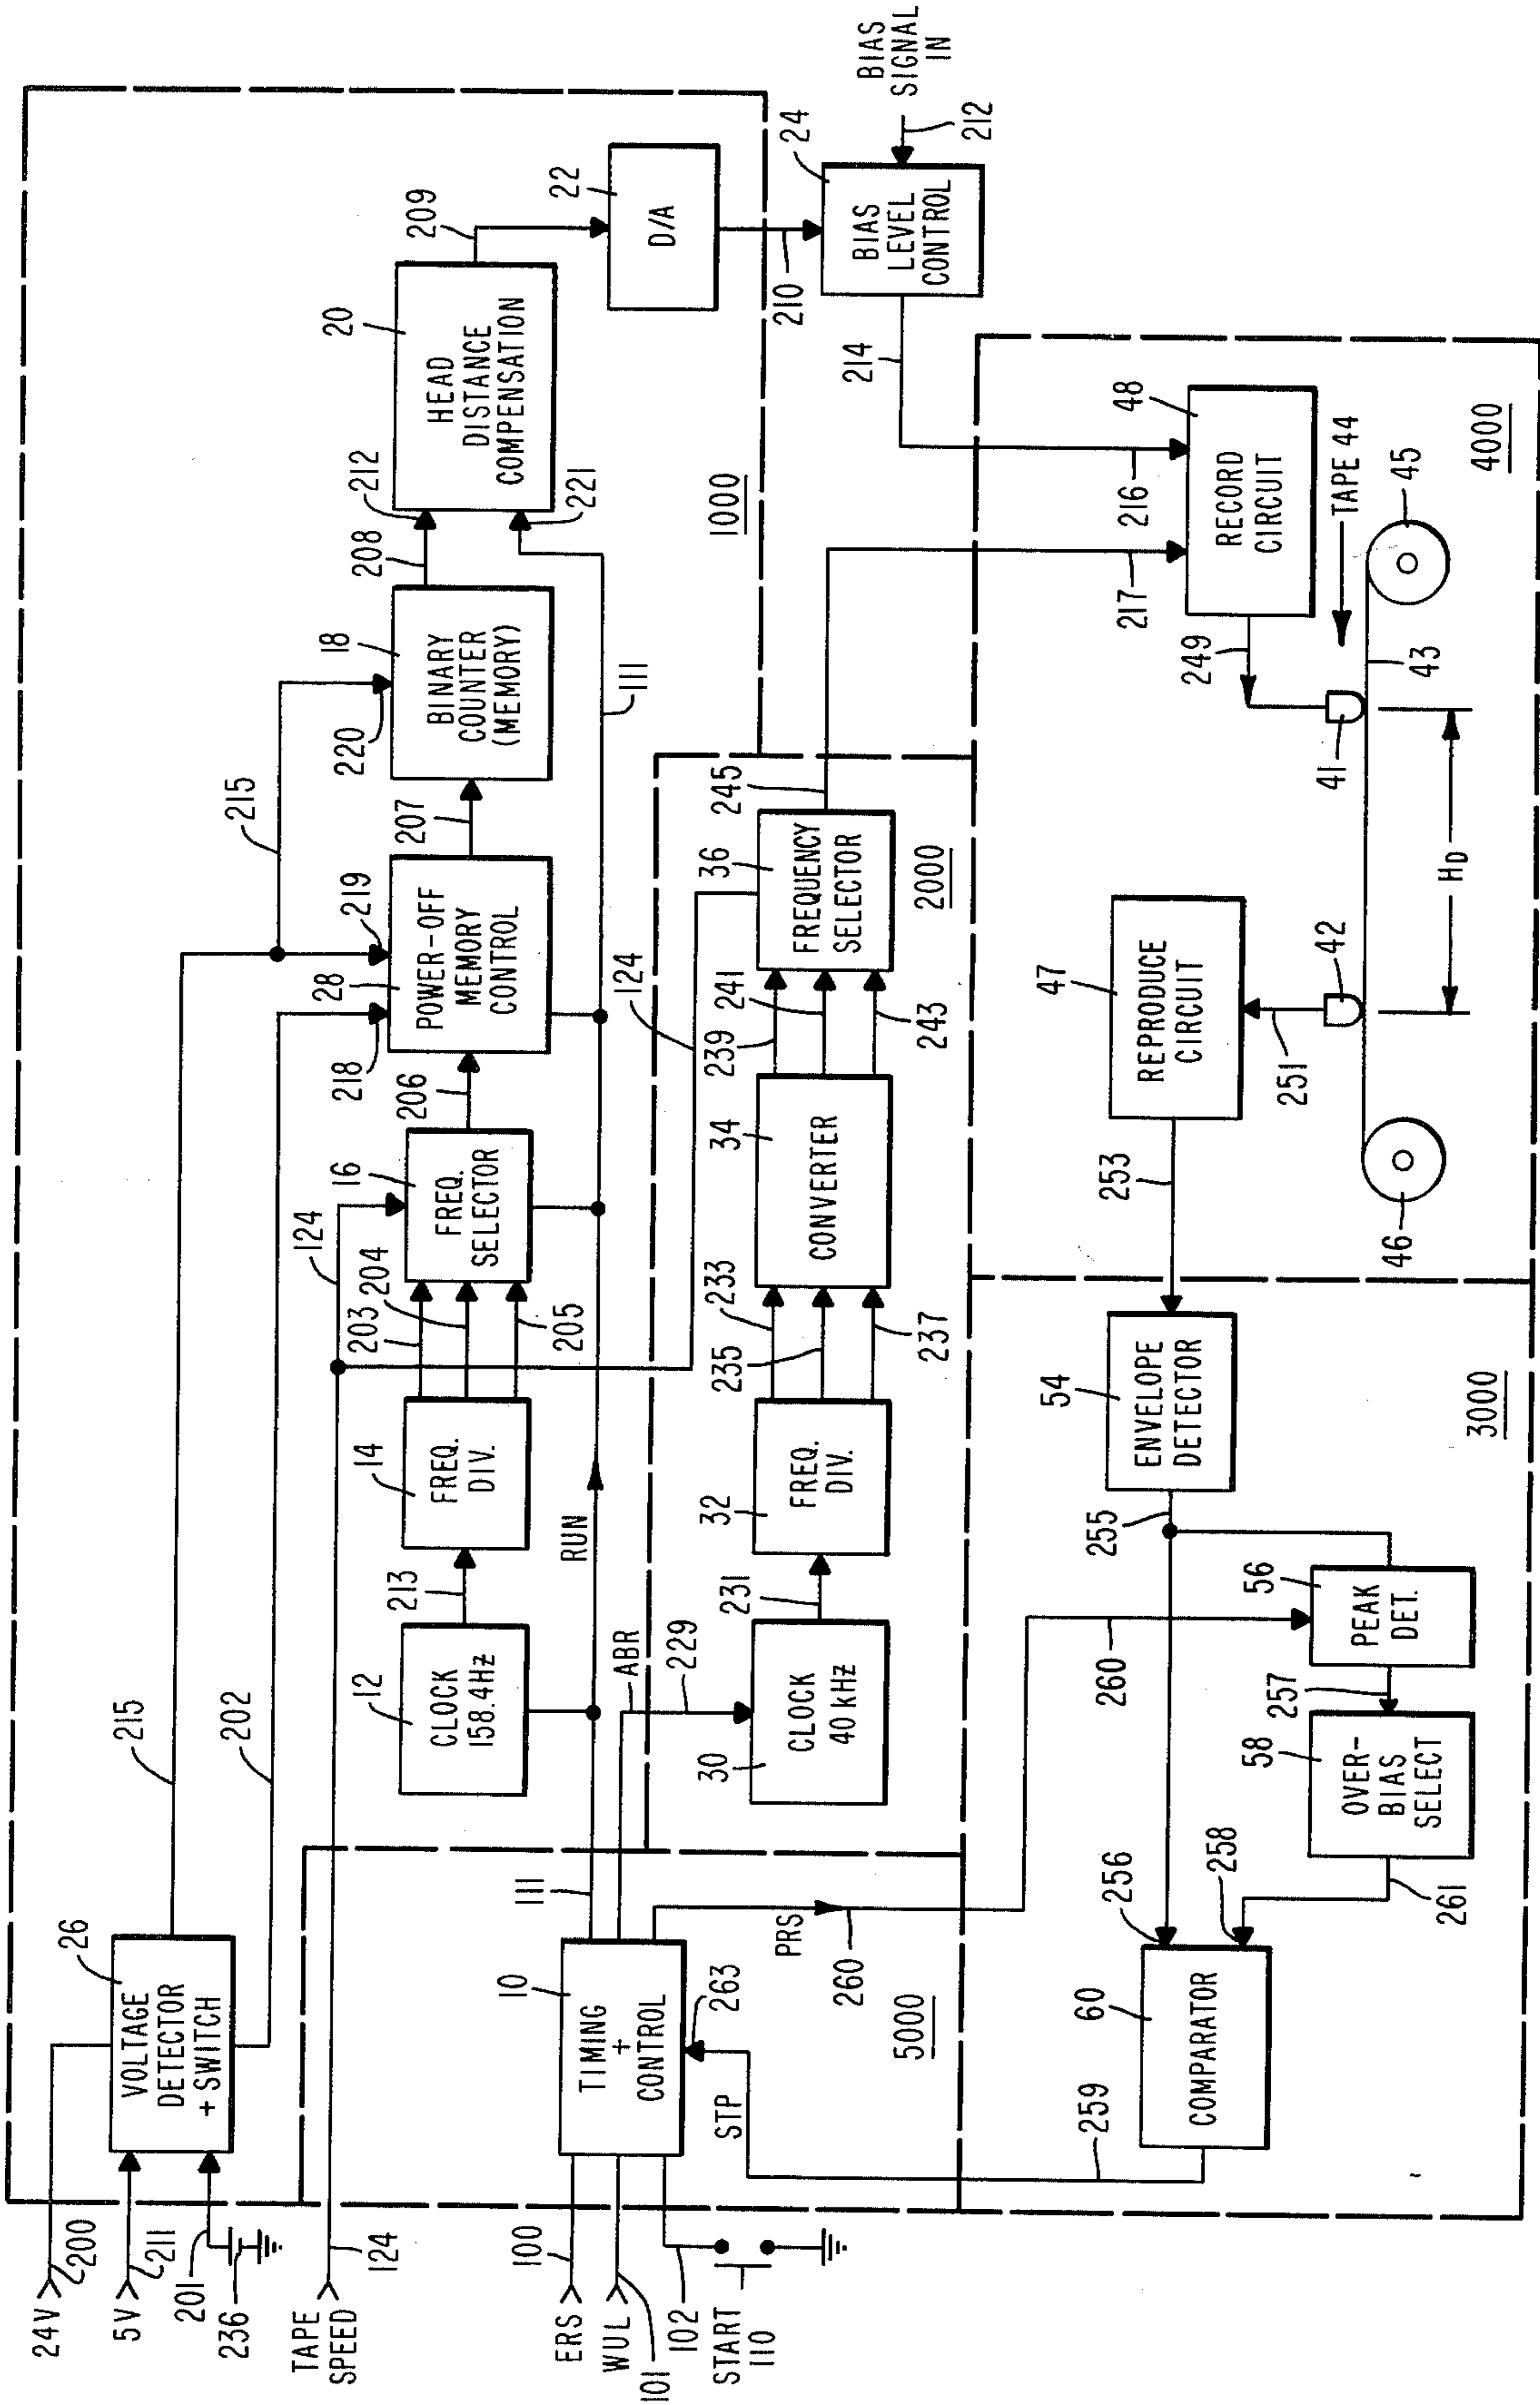 24V
200
5V
211
201
236
26
VOLTAGE
DETECTOR
+ SWITCH
215
202
215
TAPE
SPEED
124
12
CLOCK
158.4Hz
213
14
FREQ.
DIV.
203
204
205
124
16
FREQ.
SELECTOR
206
218
28
219
POWER-OFF
MEMORY
CONTROL
207
220
18
BINARY
COUNTER
(MEMORY)
208
212
221
20
HEAD
DISTANCE
COMPENSATION
209
22
D/A
210
1000
111
RUN
111
24
BIAS
LEVEL
CONTROL
BIAS
SIGNAL
IN
212
214
ERS
100
WUL
101
102
START
110
10
TIMING
+
CONTROL
ABR
229
PRS
260
263
STP
5000
30
CLOCK
40 kHz
231
32
FREQ.
DIV.
233
235
237
34
CONVERTER
124
239
241
243
36
FREQUENCY
SELECTOR
245
2000
259
60
COMPARATOR
256
258
261
58
OVER-
BIAS
SELECT
257
56
PEAK
DET.
260
255
54
ENVELOPE
DETECTOR
3000
253
47
REPRODUCE
CIRCUIT
251
42
46
HD
41
249
43
217
216
48
RECORD
CIRCUIT
TAPE 44
45
4000